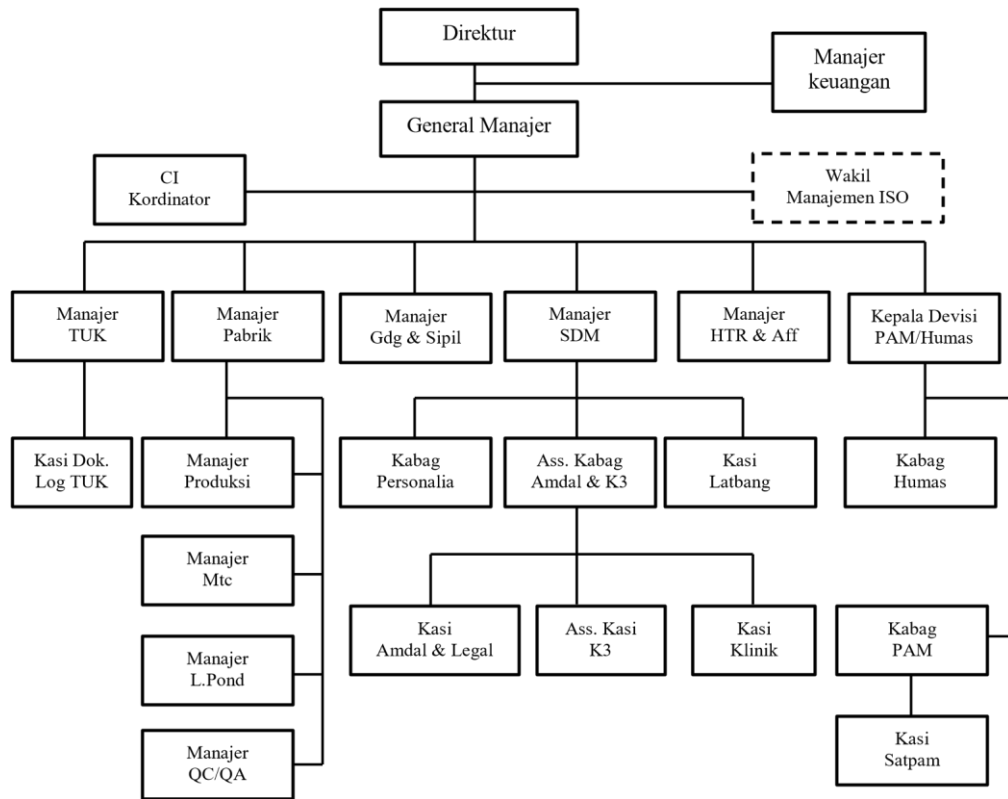 Direktur
Manajer
keuangan
General Manajer
CI
Kordinator
Wakil
Manajemen ISO
Manajer
TUK
Manajer
Pabrik
Manajer
Gdg & Sipil
Manajer
SDM
Manajer
HTR & Aff
Kepala Devisi
PAM/Humas
Kasi Dok.
Log TUK
Manajer
Produksi
Kabag
Personalia
Ass. Kabag
Amdal & K3
Kasi
Latbang
Kabag
Humas
Manajer
Mtc
Kasi
Amdal & Legal
Ass. Kasi
K3
Kasi
Klinik
Kabag
PAM
Manajer
L.Pond
Manajer
QC/QA
Kasi
Satpam